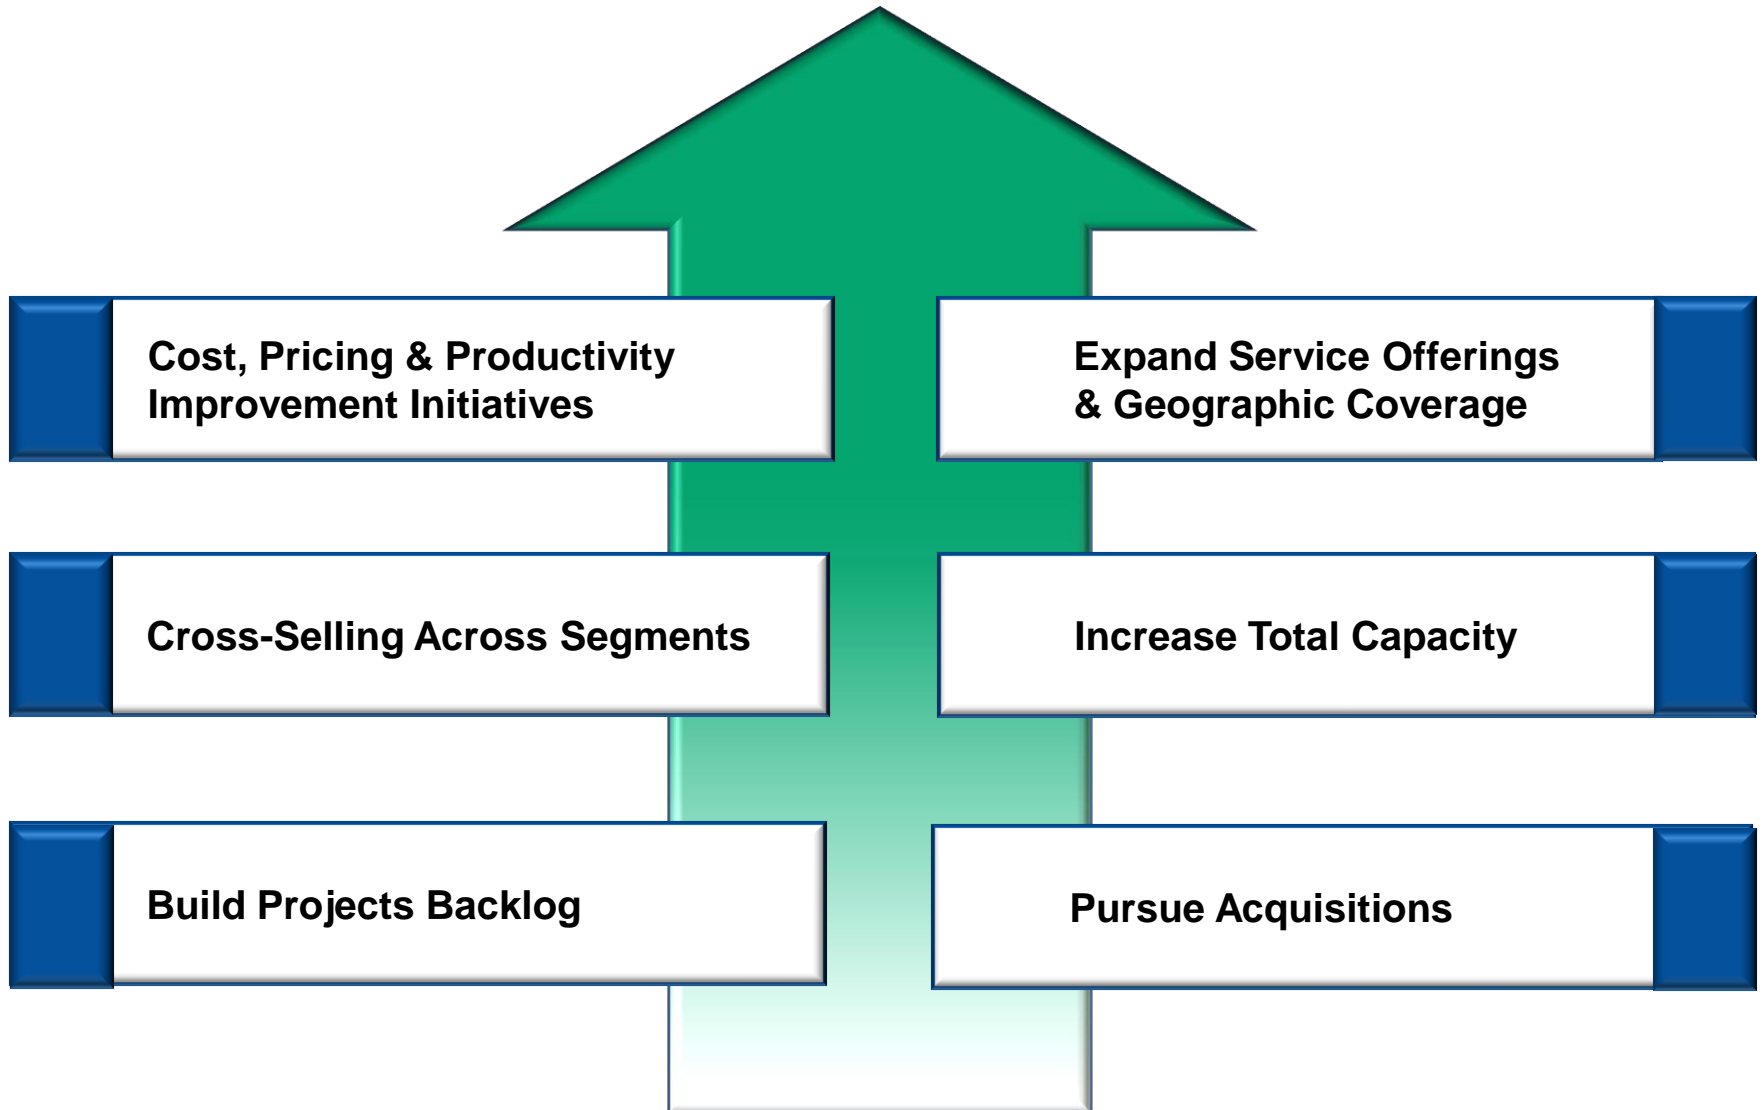 Cost, Pricing & Productivity
Improvement Initiatives
Expand Service Offerings
& Geographic Coverage
Cross-Selling Across Segments
Increase Total Capacity
Build Projects Backlog
Pursue Acquisitions